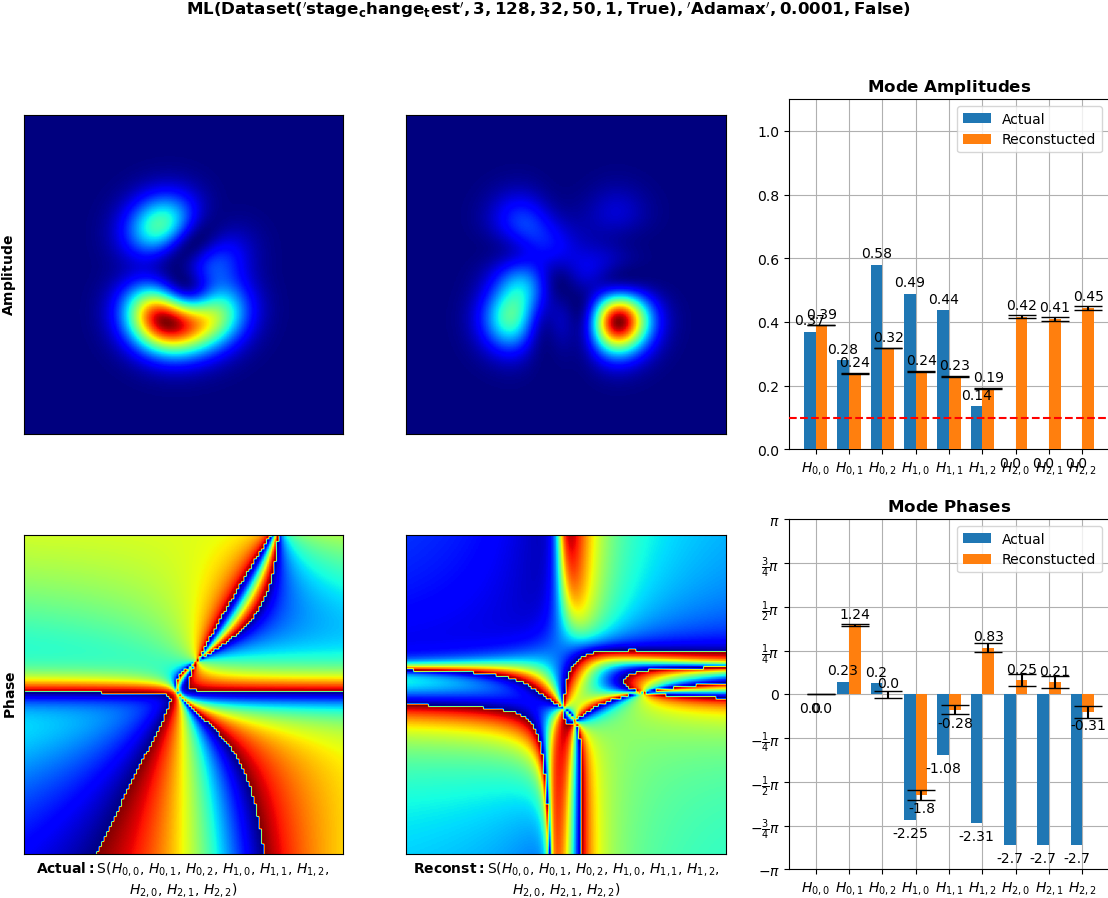 ML(Dataset('stage_change_test', 3, 128, 32, 50, 1, True), 'Adamax', 0.0001, False)
Amplitude
Mode Amplitudes
Actual
Reconstucted
1.0
0.8
0.6
0.4
0.2
0.0
0.37
0.39
0.28
0.24
0.58
0.32
0.49
0.24
0.44
0.23
0.14
0.19
0.42
0.41
0.45
0.0
0.0
0.0
H0,0 H0,1 H0,2 H1,0 H1,1 H1,2 H2,0 H2,1 H2,2
Phase
Mode Phases
Actual
Reconstucted
π
3/4π
1/2π
1/4π
0
−1/4π
−1/2π
−3/4π
−π
0.0
0.0
0.23
1.24
0.2
0.0
-2.25
-1.8
-1.08
-0.28
-2.31
0.83
-2.7
0.25
-2.7
0.21
-2.7
-0.31
H0,0 H0,1 H0,2 H1,0 H1,1 H1,2 H2,0 H2,1 H2,2
Actual: S(H0,0, H0,1, H0,2, H1,0, H1,1, H1,2,
H2,0, H2,1, H2,2)
Reconst: S(H0,0, H0,1, H0,2, H1,0, H1,1, H1,2,
H2,0, H2,1, H2,2)